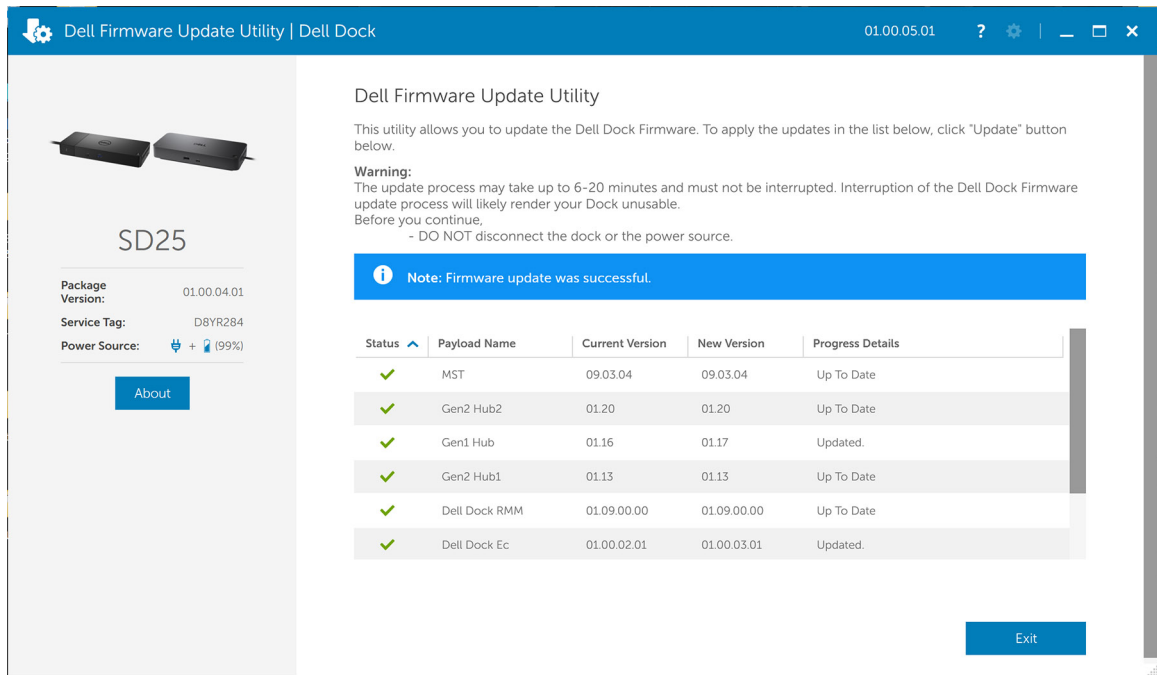 Dell Firmware Update Utility | Dell Dock
01.00.05.01
?
SD25
Package Version: 01.00.04.01
Service Tag: D8YR284
Power Source: + (99%)
About
Dell Firmware Update Utility
This utility allows you to update the Dell Dock Firmware. To apply the updates in the list below, click "Update" button
below.
Warning:
The update process may take up to 6-20 minutes and must not be interrupted. Interruption of the Dell Dock Firmware
update process will likely render your Dock unusable.
Before you continue,
- DO NOT disconnect the dock or the power source.
Note: Firmware update was successful.
Status Payload Name Current Version New Version Progress Details
MST 09.03.04 09.03.04 Up To Date
Gen2 Hub2 01.20 01.20 Up To Date
Gen1 Hub 01.16 01.17 Updated.
Gen2 Hub1 01.13 01.13 Up To Date
Dell Dock RMM 01.09.00.00 01.09.00.00 Up To Date
Dell Dock Ec 01.00.02.01 01.00.03.01 Updated.
Exit